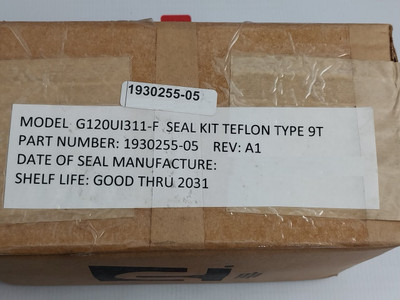 1930255-05
MODEL G120UI311-F SEAL KIT TEFLON TYPE 9T
PART NUMBER: 1930255-05 REV: A1
DATE OF SEAL MANUFACTURE:
SHELF LIFE: GOOD THRU 2031